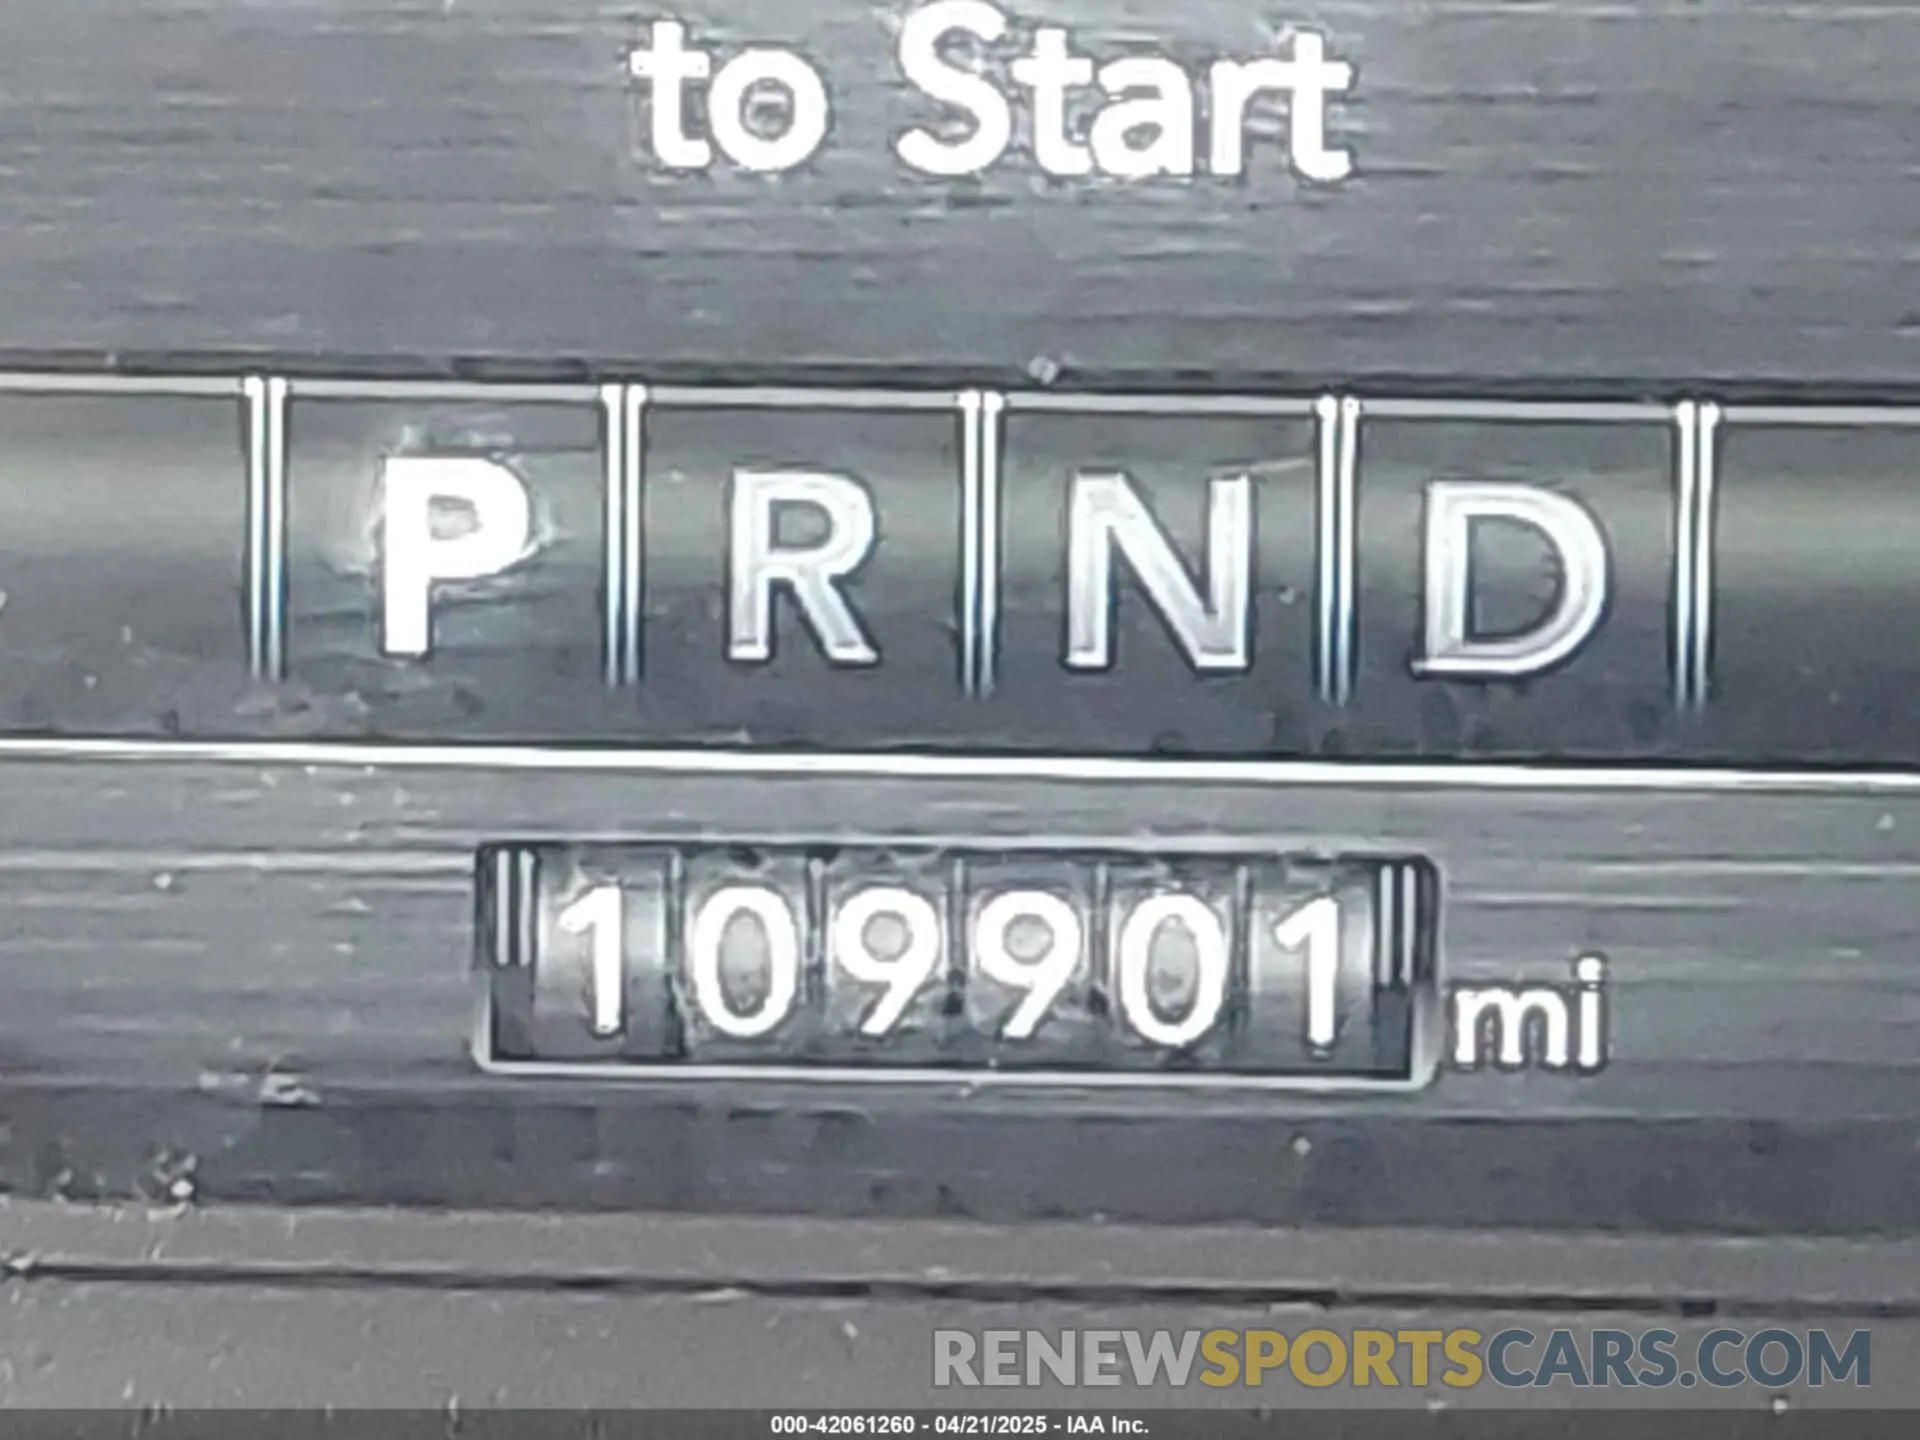 to Start
P R N D
109901 mi
RENEWSPORTSCARS.COM
000-42061260 - 04/21/2025 - IAA Inc.